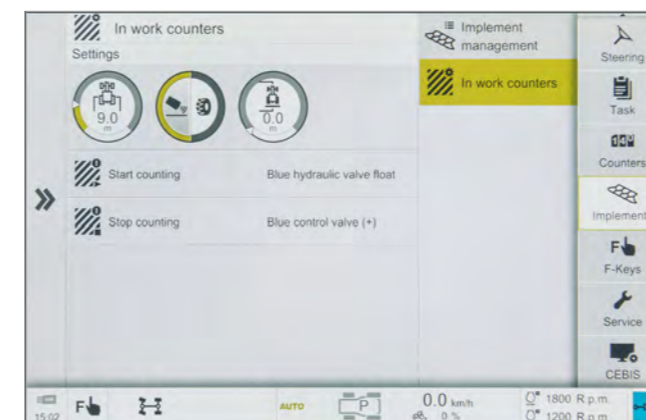 In work counters
Settings
9.0
m
0.0
m
Start counting
Blue hydraulic valve float
Stop counting
Blue control valve (+)
Implement
management
In work counters
Steering
Task
Counters
Implement
F-Keys
Service
CEBIS
15:02
F
AUTO
P
0.0 km/h
0 %
1800 R.p.m.
1200 R.p.m.